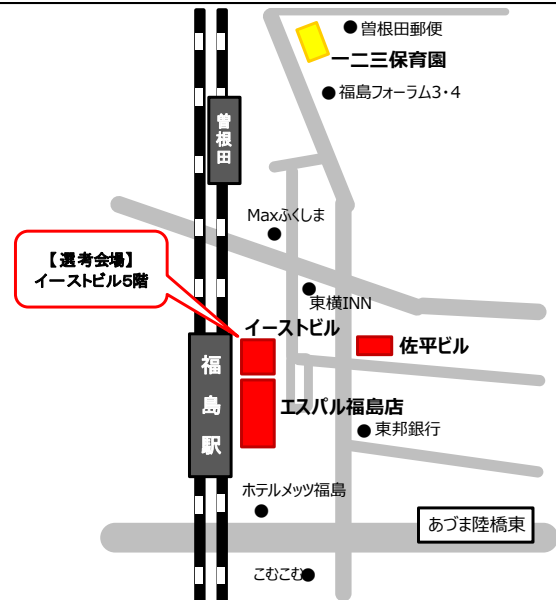 曽根田郵便
一二三保育園
福島フォーラム3・4
曽根田
Maxふくしま
【選考会場】
イーストビル5階
東横INN
イーストビル
佐平ビル
福島駅
エスパル福島店
東邦銀行
ホテルメッツ福島
あづま陸橋東
こむこむ